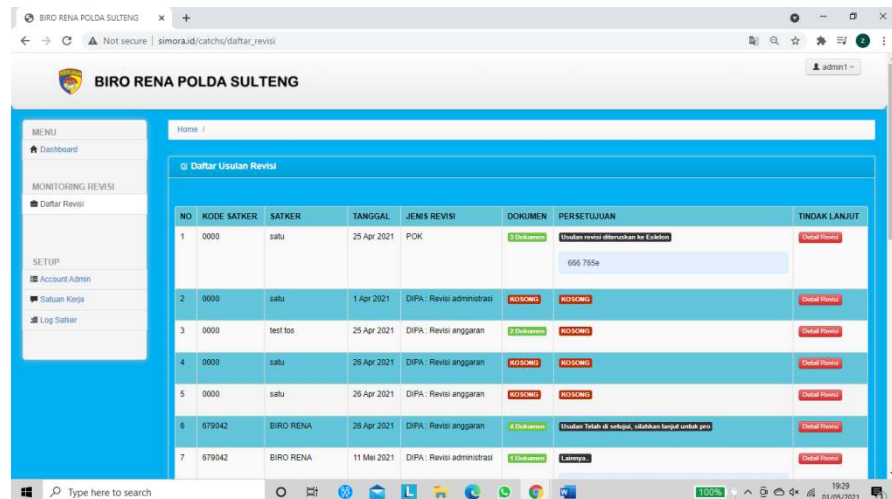 BIRO RENA POLDA SULTENG
Not secure | simora.id/catchs/daftar_revisi
BIRO RENA POLDA SULTENG
admin1
MENU
Dashboard
MONITORING REVISI
Daftar Revisi
SETUP
Account Admin
Satuan Kerja
Log Satker
Home /
Daftar Usulan Revisi
NO KODE SATKER SATKER TANGGAL JENIS REVISI DOKUMEN PERSETUJUAN TINDAK LANJUT
1 0000 satu 25 Apr 2021 POK 3 Dokumen Usulan revisi diteruskan ke Eslelon Detail Revisi
666 765e
2 0000 satu 1 Apr 2021 DIPA : Revisi administrasi KOSONG KOSONG Detail Revisi
3 0000 test tos 25 Apr 2021 DIPA : Revisi anggaran 2 Dokumen KOSONG Detail Revisi
4 0000 satu 26 Apr 2021 DIPA : Revisi anggaran KOSONG KOSONG Detail Revisi
5 0000 satu 26 Apr 2021 DIPA : Revisi anggaran KOSONG KOSONG Detail Revisi
6 679042 BIRO RENA 26 Apr 2021 DIPA : Revisi anggaran 4 Dokumen Usulan Telah di setujui, silahkan lanjut untuk pro Detail Revisi
7 679042 BIRO RENA 11 Mei 2021 DIPA : Revisi administrasi 1 Dokumen Lainnya.. Detail Revisi
Type here to search
100%
19:29
01/05/2021